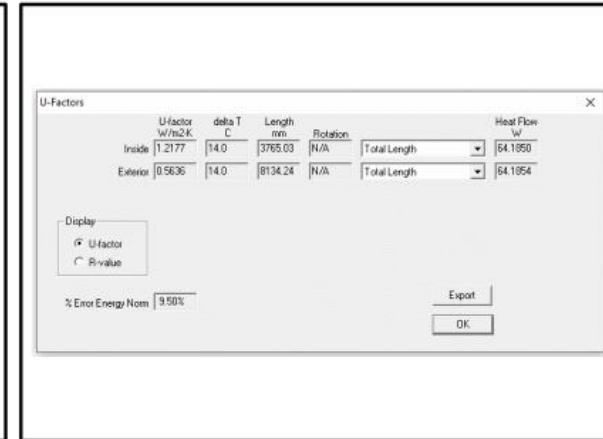 U-Factors
U-factor delta T Length Heat Flow
W/m2-K C mm Rotation W
Inside 1.2177 14.0 3765.03 N/A Total Length 64.1850
Exterior 0.5636 14.0 8134.24 N/A Total Length 64.1854
Display
U-factor
R-value
% Error Energy Norm 9.50%
Export
OK